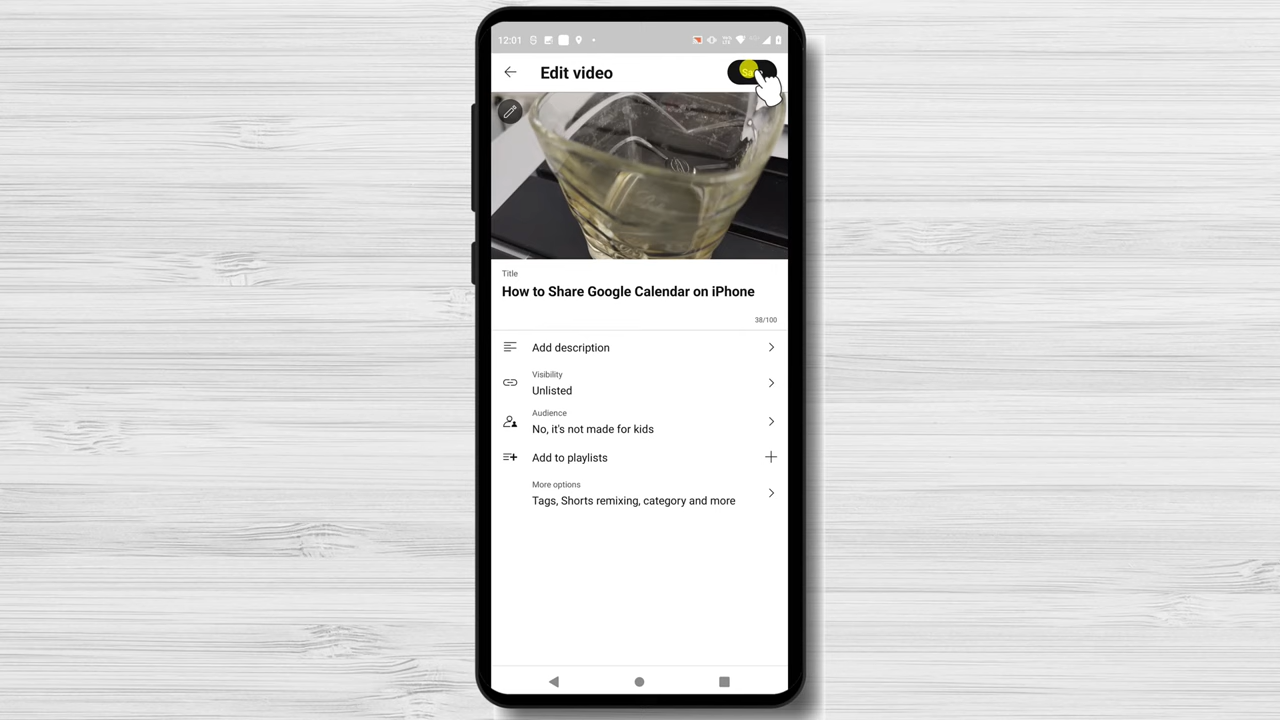 12:01
Edit video
Title
How to Share Google Calendar on iPhone
38/100
Add description
Visibility
Unlisted
Audience
No, it's not made for kids
Add to playlists
More options
Tags, Shorts remixing, category and more